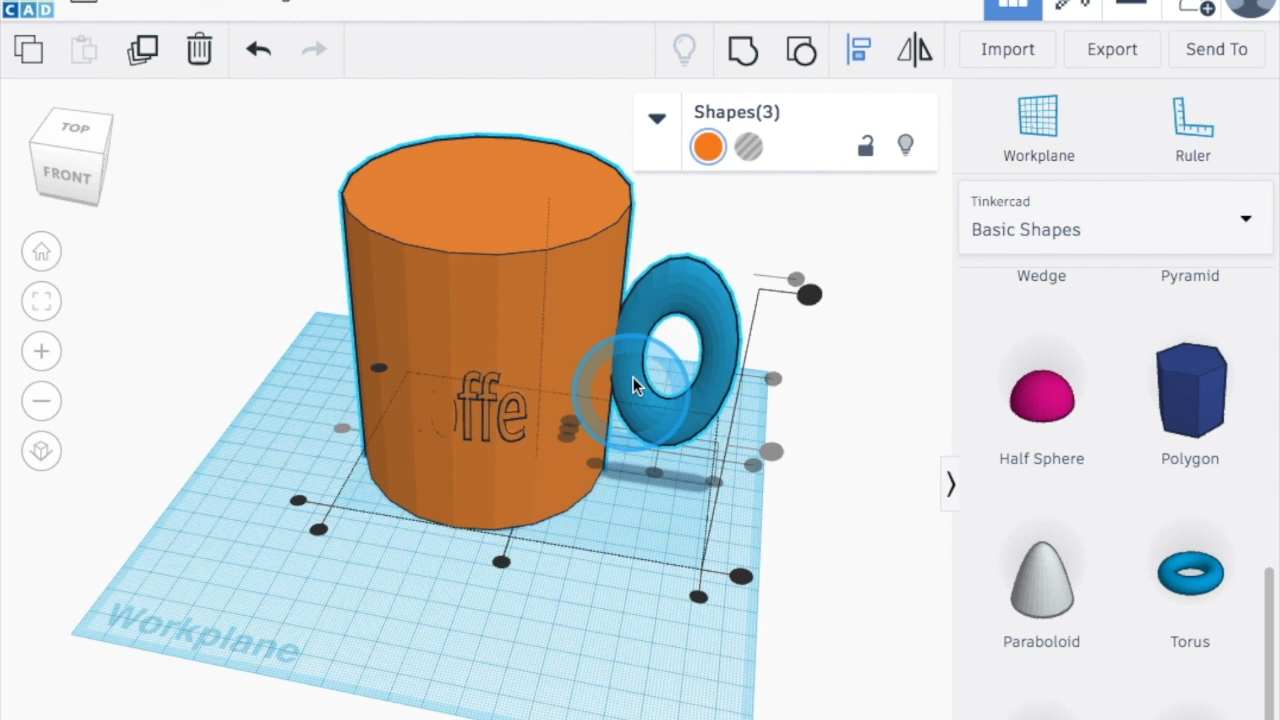 CAD
Import
Export
Send To
TOP
FRONT
Shapes(3)
Workplane
Ruler
Tinkercad
Basic Shapes
Wedge
Pyramid
Half Sphere
Polygon
Paraboloid
Torus
ffe
Workplane